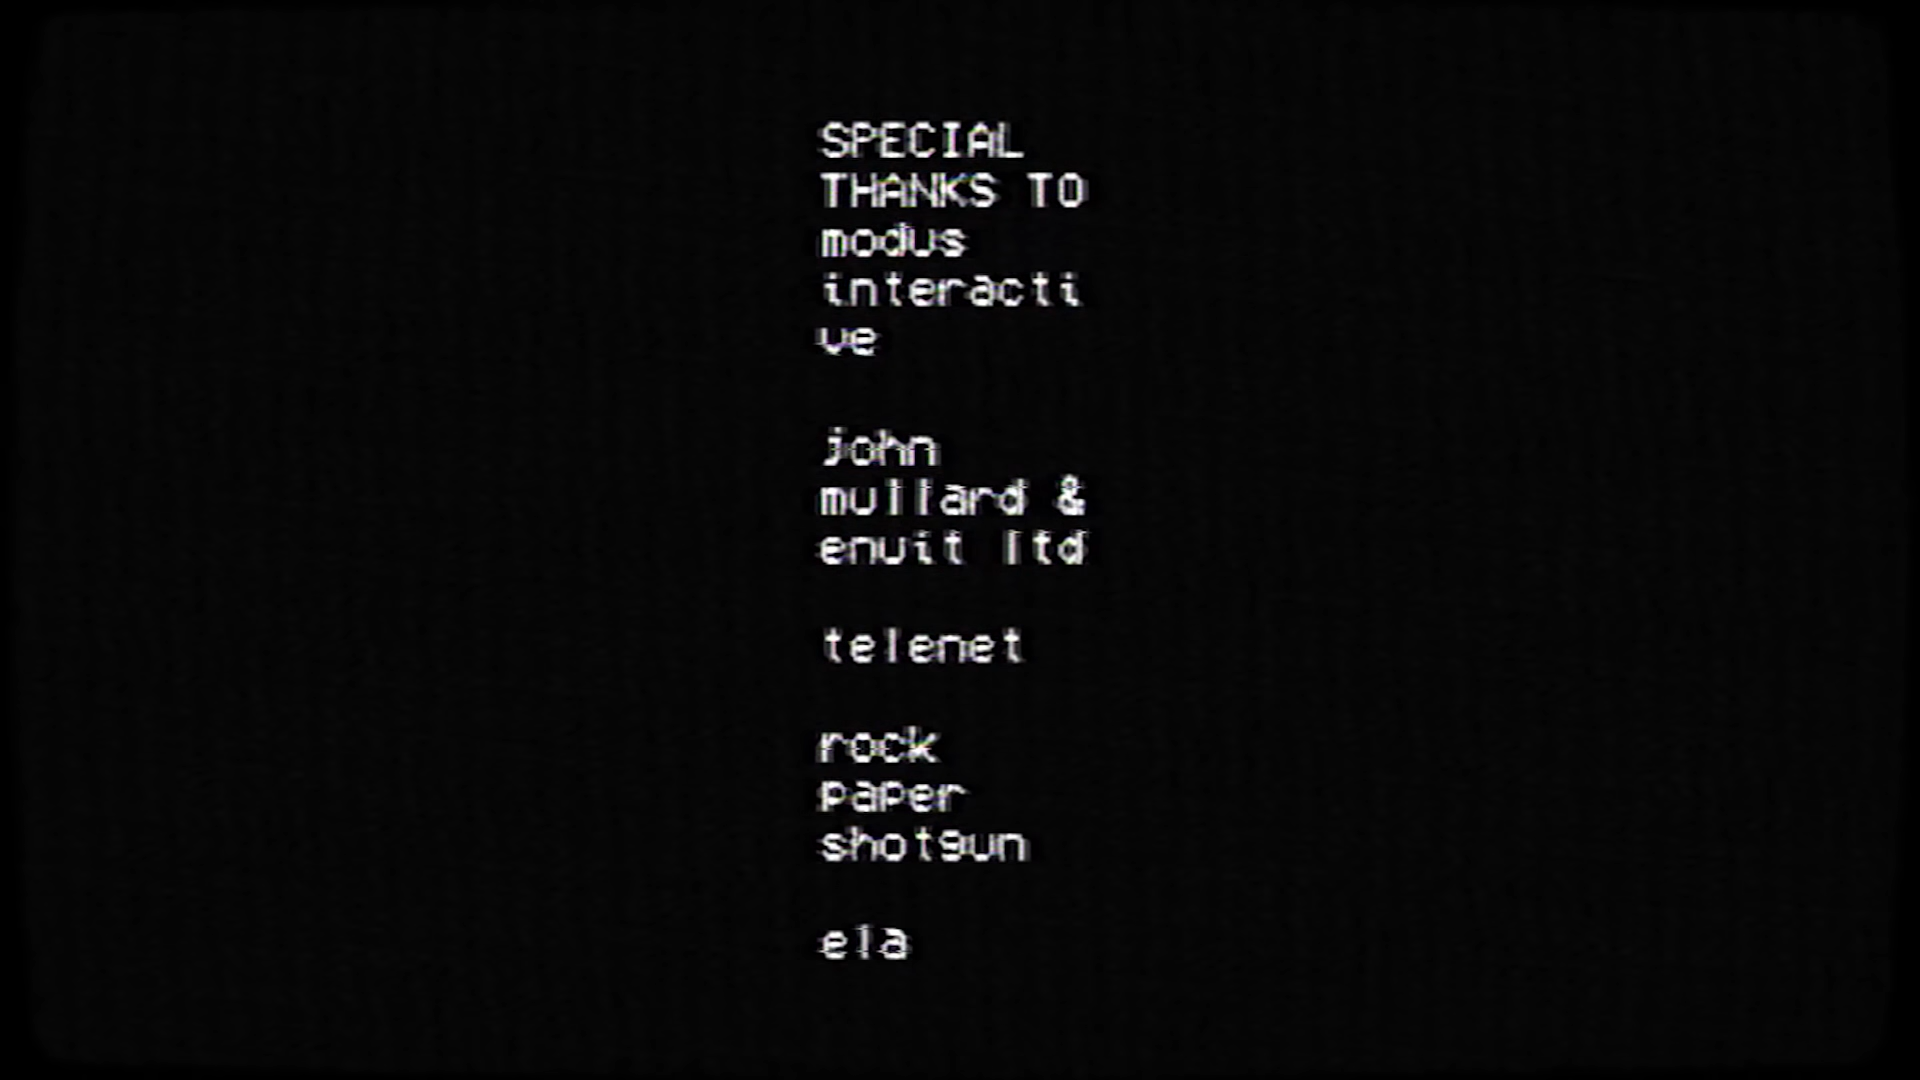 SPECIAL
THANKS TO
modus
interacti
ve
john
mullard &
enuit ltd
telenet
rock
paper
shotgun
ela